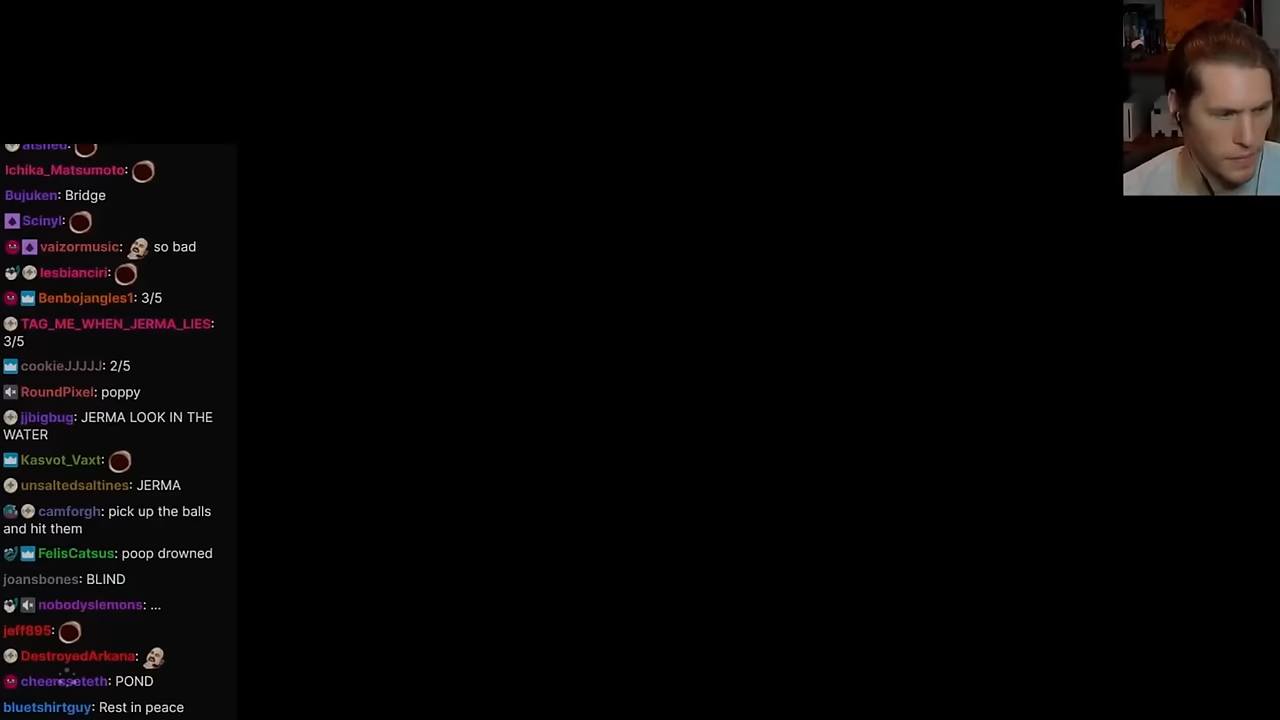 atsneu:
Ichika_Matsumoto:
Bujuken: Bridge
Scinyl:
vaizormusic: so bad
lesbianciri:
Benbojangles1: 3/5
TAG_ME_WHEN_JERMA_LIES:
3/5
cookieJJJJJ: 2/5
RoundPixel: poppy
jjbigbug: JERMA LOOK IN THE
WATER
Kasvot_Vaxt:
unsaltedsaltines: JERMA
camforgh: pick up the balls
and hit them
FelisCatsus: poop drowned
joansbones: BLIND
nobodyslemons: ...
jeff895:
DestroyedArkana:
cheersseteth: POND
bluetshirtguy: Rest in peace